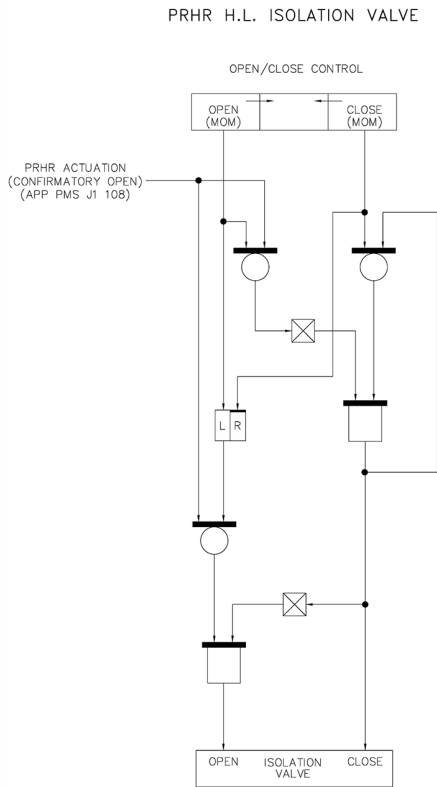 PRHR H.L. ISOLATION VALVE
OPEN/CLOSE CONTROL
OPEN
(MOM)
CLOSE
(MOM)
PRHR ACTUATION
(CONFIRMATORY OPEN)
(APP PMS J1 108)
L R
OPEN
ISOLATION
VALVE
CLOSE